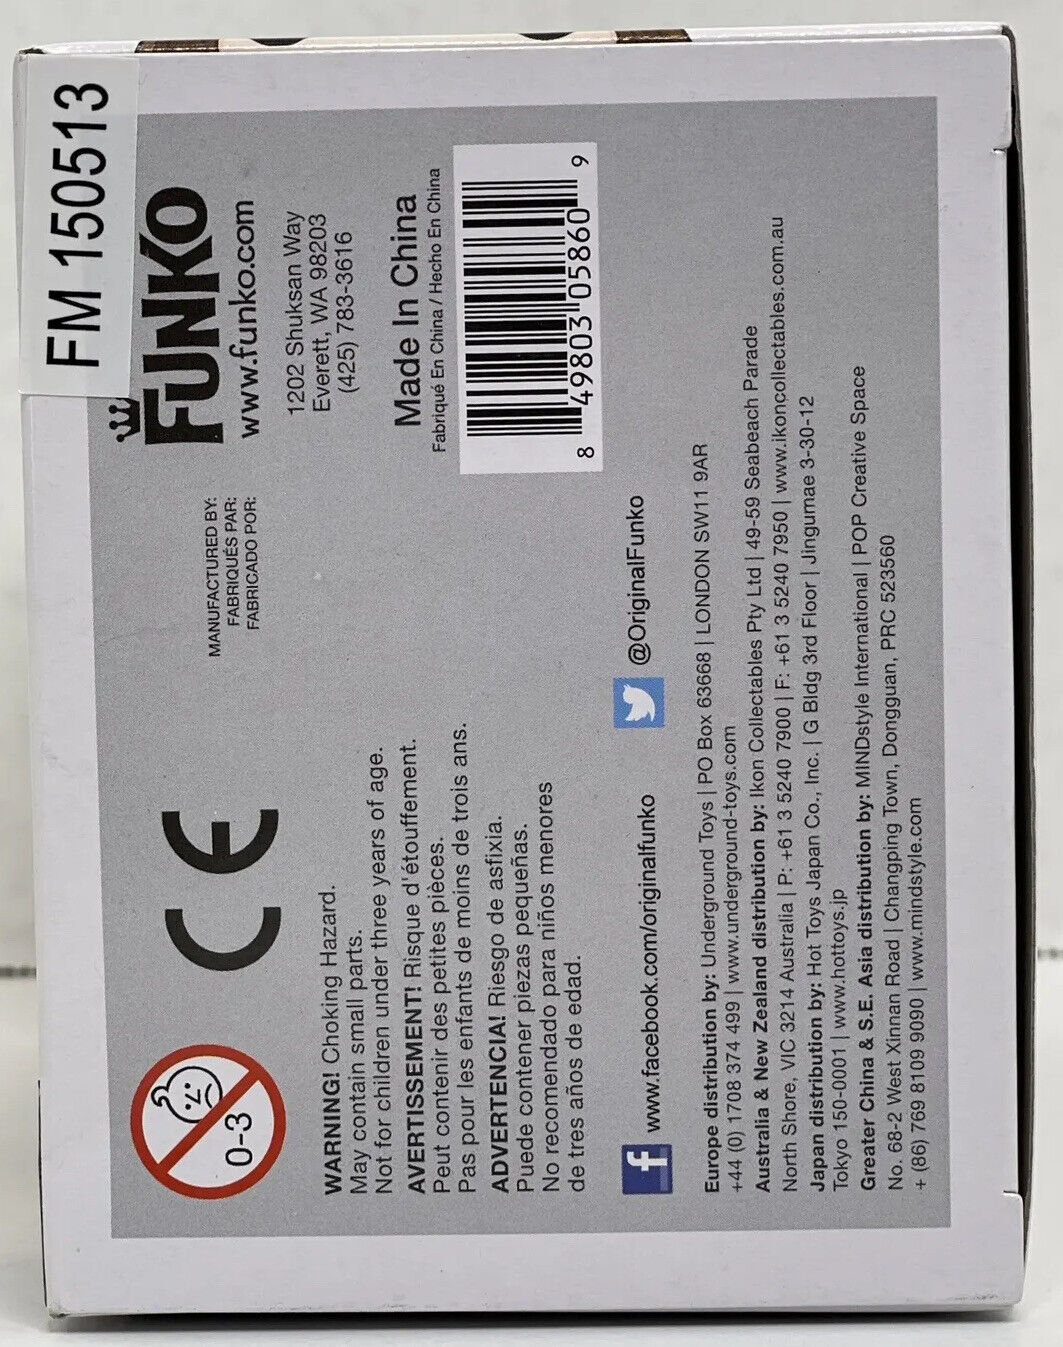 FM 150513
FUNKO
www.funko.com
1202 Shuksan Way
Everett, WA 98203
(425) 783-3616
MANUFACTURED BY:
FABRIQUÉS PAR:
FABRICADO POR:
Made In China
Fabriqué En China / Hecho En China
8 49803 05860 9
CE
0-3
WARNING! Choking Hazard.
May contain small parts.
Not for children under three years of age.
AVERTISSEMENT! Risque d'étouffement.
Peut contenir des petites pièces.
Pas pour les enfants de moins de trois ans.
ADVERTENCIA! Riesgo de asfixia.
Puede contener piezas pequeñas.
No recomendado para niños menores
de tres años de edad.
f www.facebook.com/originalfunko
@OriginalFunko
Europe distribution by: Underground Toys | PO Box 63668 | LONDON SW11 9AR
+44 (0) 1708 374 499 | www.underground-toys.com
Australia & New Zealand distribution by: Ikon Collectables Pty Ltd | 49-59 Seabeach Parade
North Shore, VIC 3214 Australia | P: +61 3 5240 7900 | F: +61 3 5240 7950 | www.ikoncollectables.com.au
Japan distribution by: Hot Toys Japan Co., Inc. | G Bldg 3rd Floor | Jingumae 3-30-12
Tokyo 150-0001 | www.hottoys.jp
Greater China & S.E. Asia distribution by: MINDstyle International | POP Creative Space
No. 68-2 West Xinnan Road | Changping Town, Dongguan, PRC 523560
+ (86) 769 8109 9090 | www.mindstyle.com